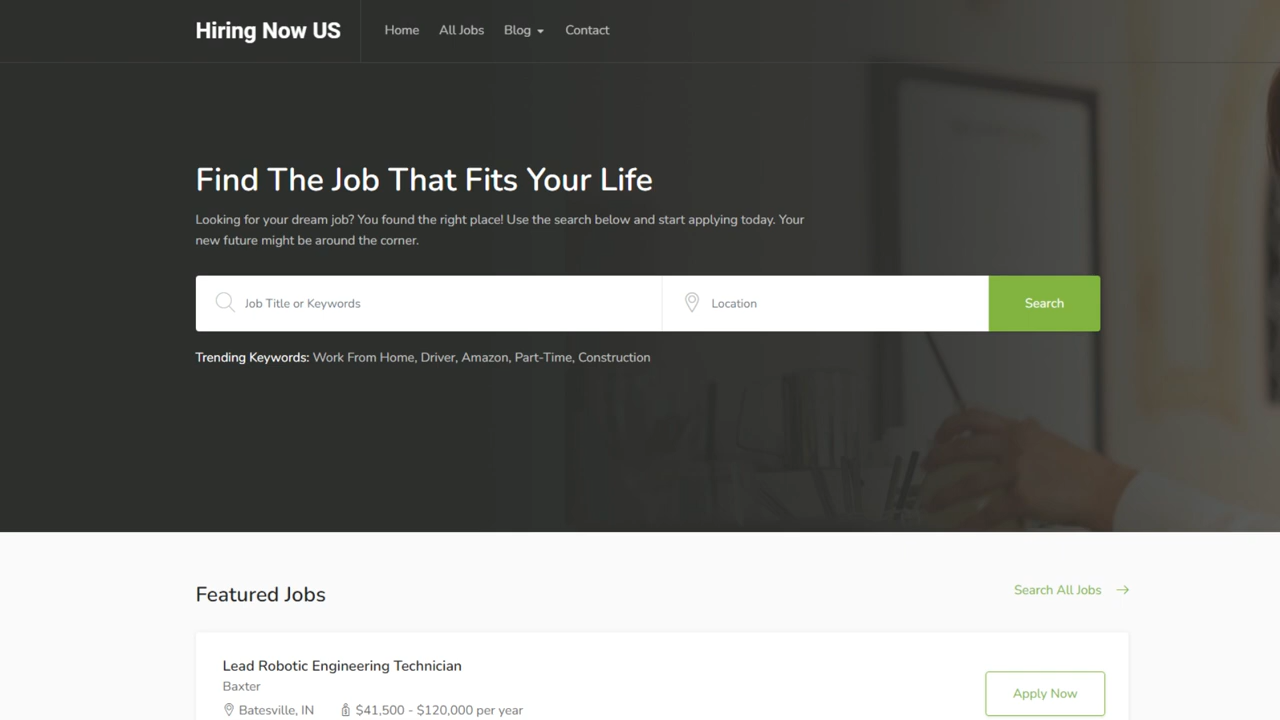 Hiring Now US
Home
All Jobs
Blog
Contact
Find The Job That Fits Your Life
Looking for your dream job? You found the right place! Use the search below and start applying today. Your
new future might be around the corner.
Job Title or Keywords
Location
Search
Trending Keywords: Work From Home, Driver, Amazon, Part-Time, Construction
Featured Jobs
Search All Jobs
Lead Robotic Engineering Technician
Baxter
Batesville, IN
$41,500 - $120,000 per year
Apply Now